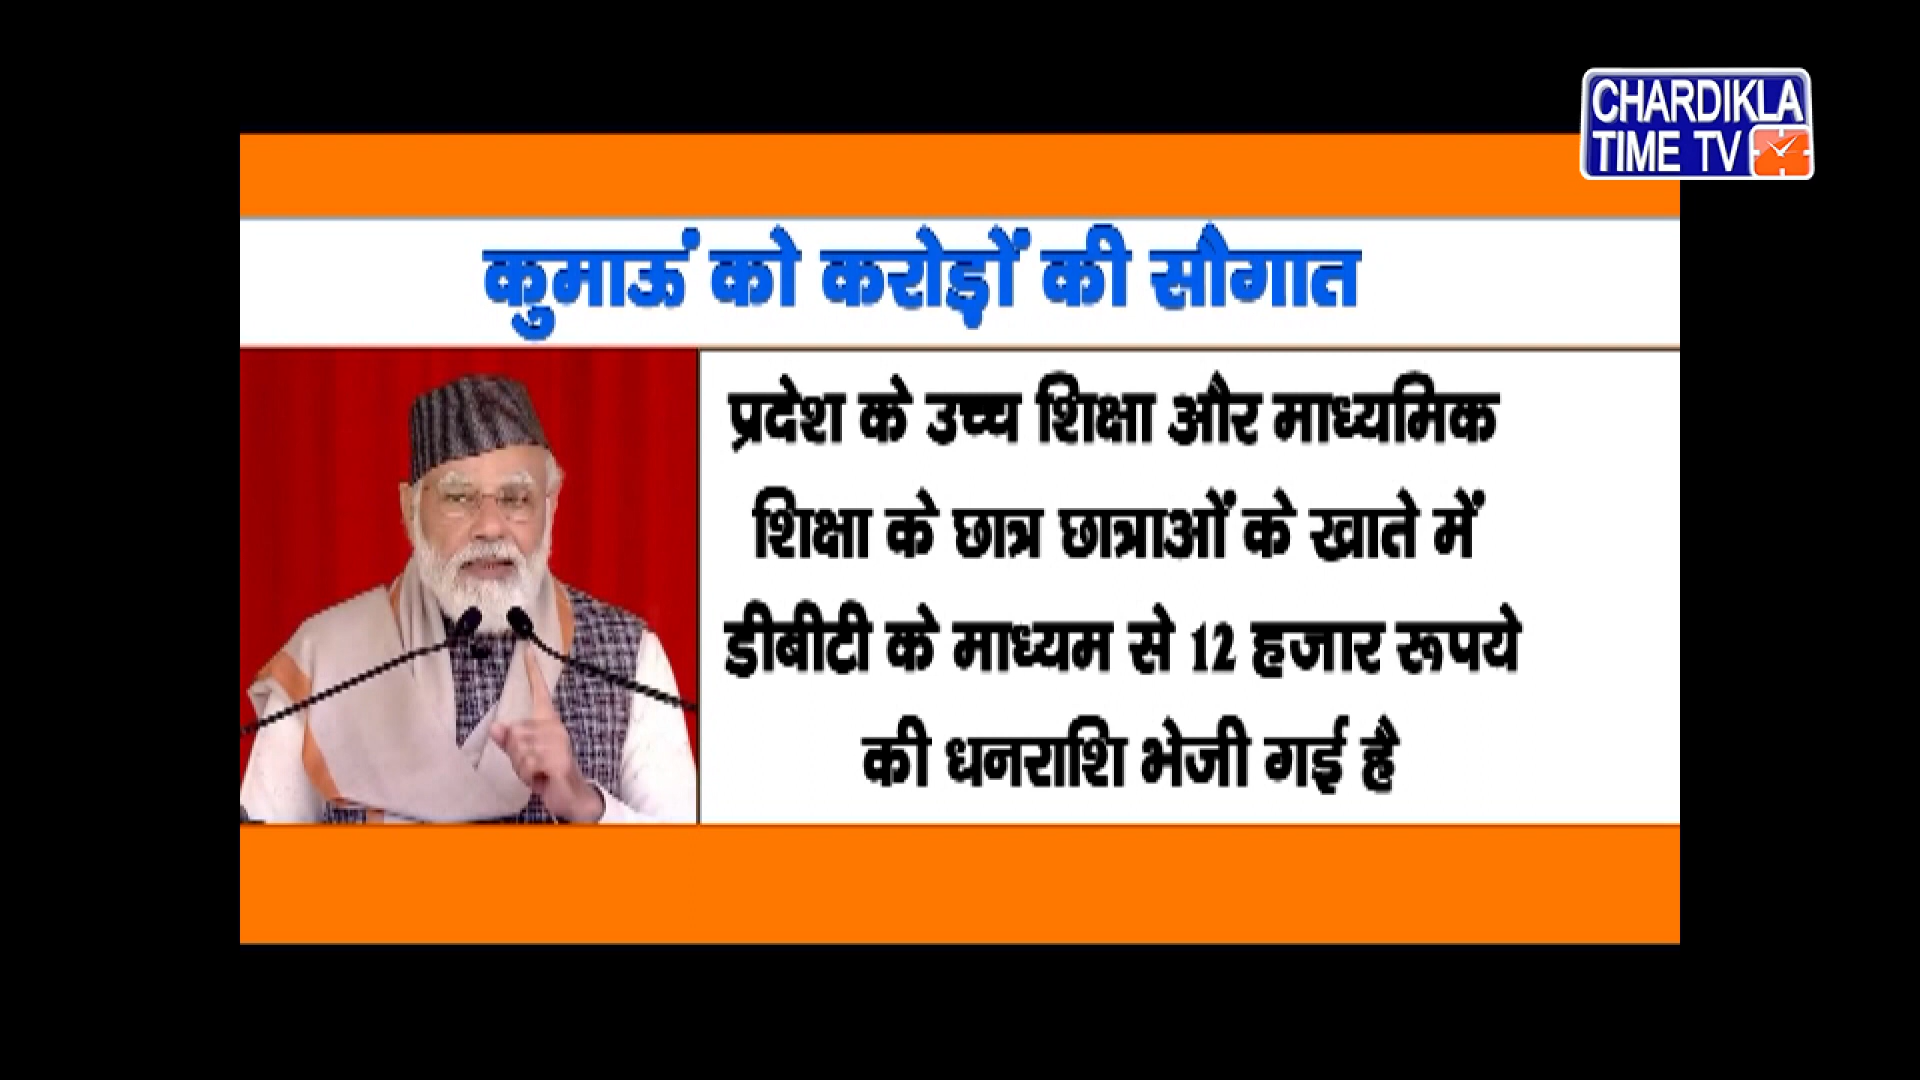 CHARDIKLA
TIME TV
कुमाऊं को करोड़ों की सौगात
प्रदेश के उच्च शिक्षा और माध्यमिक
शिक्षा के छात्र छात्राओं के खाते में
डीबीटी के माध्यम से 12 हजार रूपये
की धनराशि भेजी गई है